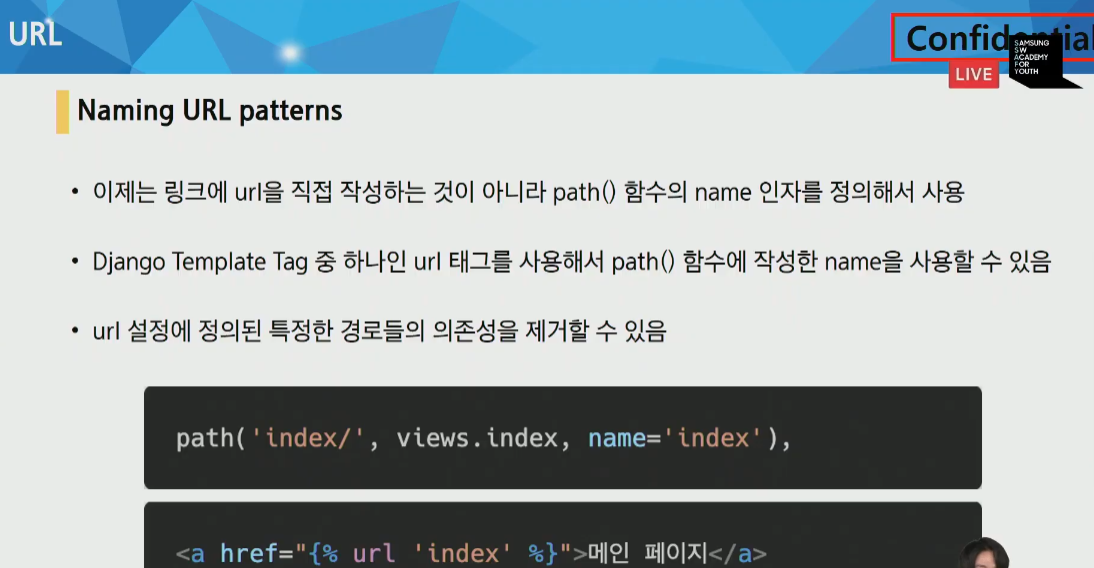 URL
Confidential
SAMSUNG
SW
ACADEMY
FOR
YOUTH
LIVE
Naming URL patterns
• 이제는 링크에 url을 직접 작성하는 것이 아니라 path() 함수의 name 인자를 정의해서 사용
• Django Template Tag 중 하나인 url 태그를 사용해서 path() 함수에 작성한 name을 사용할 수 있음
• url 설정에 정의된 특정한 경로들의 의존성을 제거할 수 있음
path('index/', views.index, name='index'),
<a href="{% url 'index' %}">메인 페이지</a>